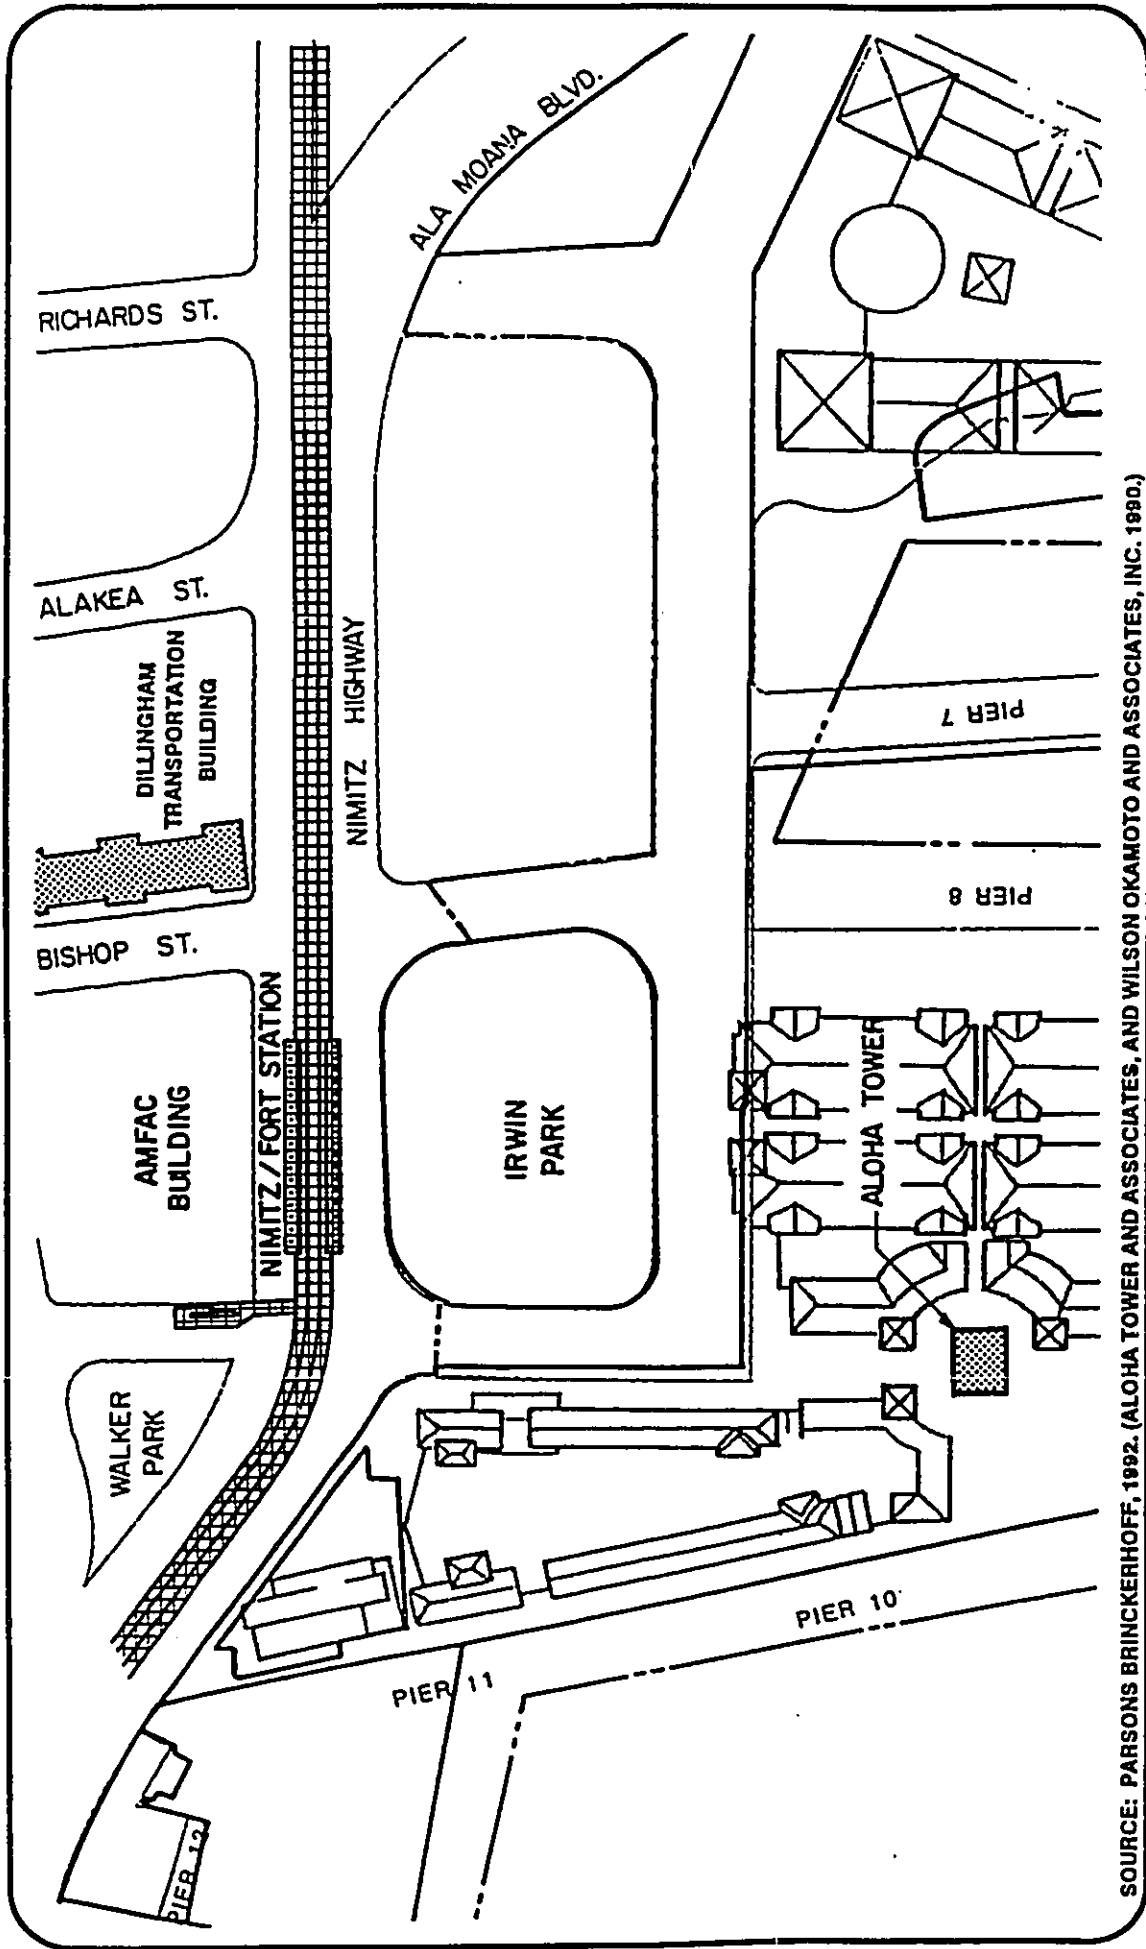 WALKER
PARK
AMFAC
BUILDING
BISHOP ST.
DILLINGHAM
TRANSPORTATION
BUILDING
ALAKEA ST.
RICHARDS ST.
NIMITZ / FORT STATION
NIMITZ HIGHWAY
ALA MOANA BLVD.
IRWIN
PARK
PIER 12
PIER 11
PIER 10
ALOHA TOWER
PIER 8
PIER 7
SOURCE: PARSONS BRINCKERHOFF, 1992. (ALOHA TOWER AND ASSOCIATES, AND WILSON OKAMOTO AND ASSOCIATES, INC. 1990.)